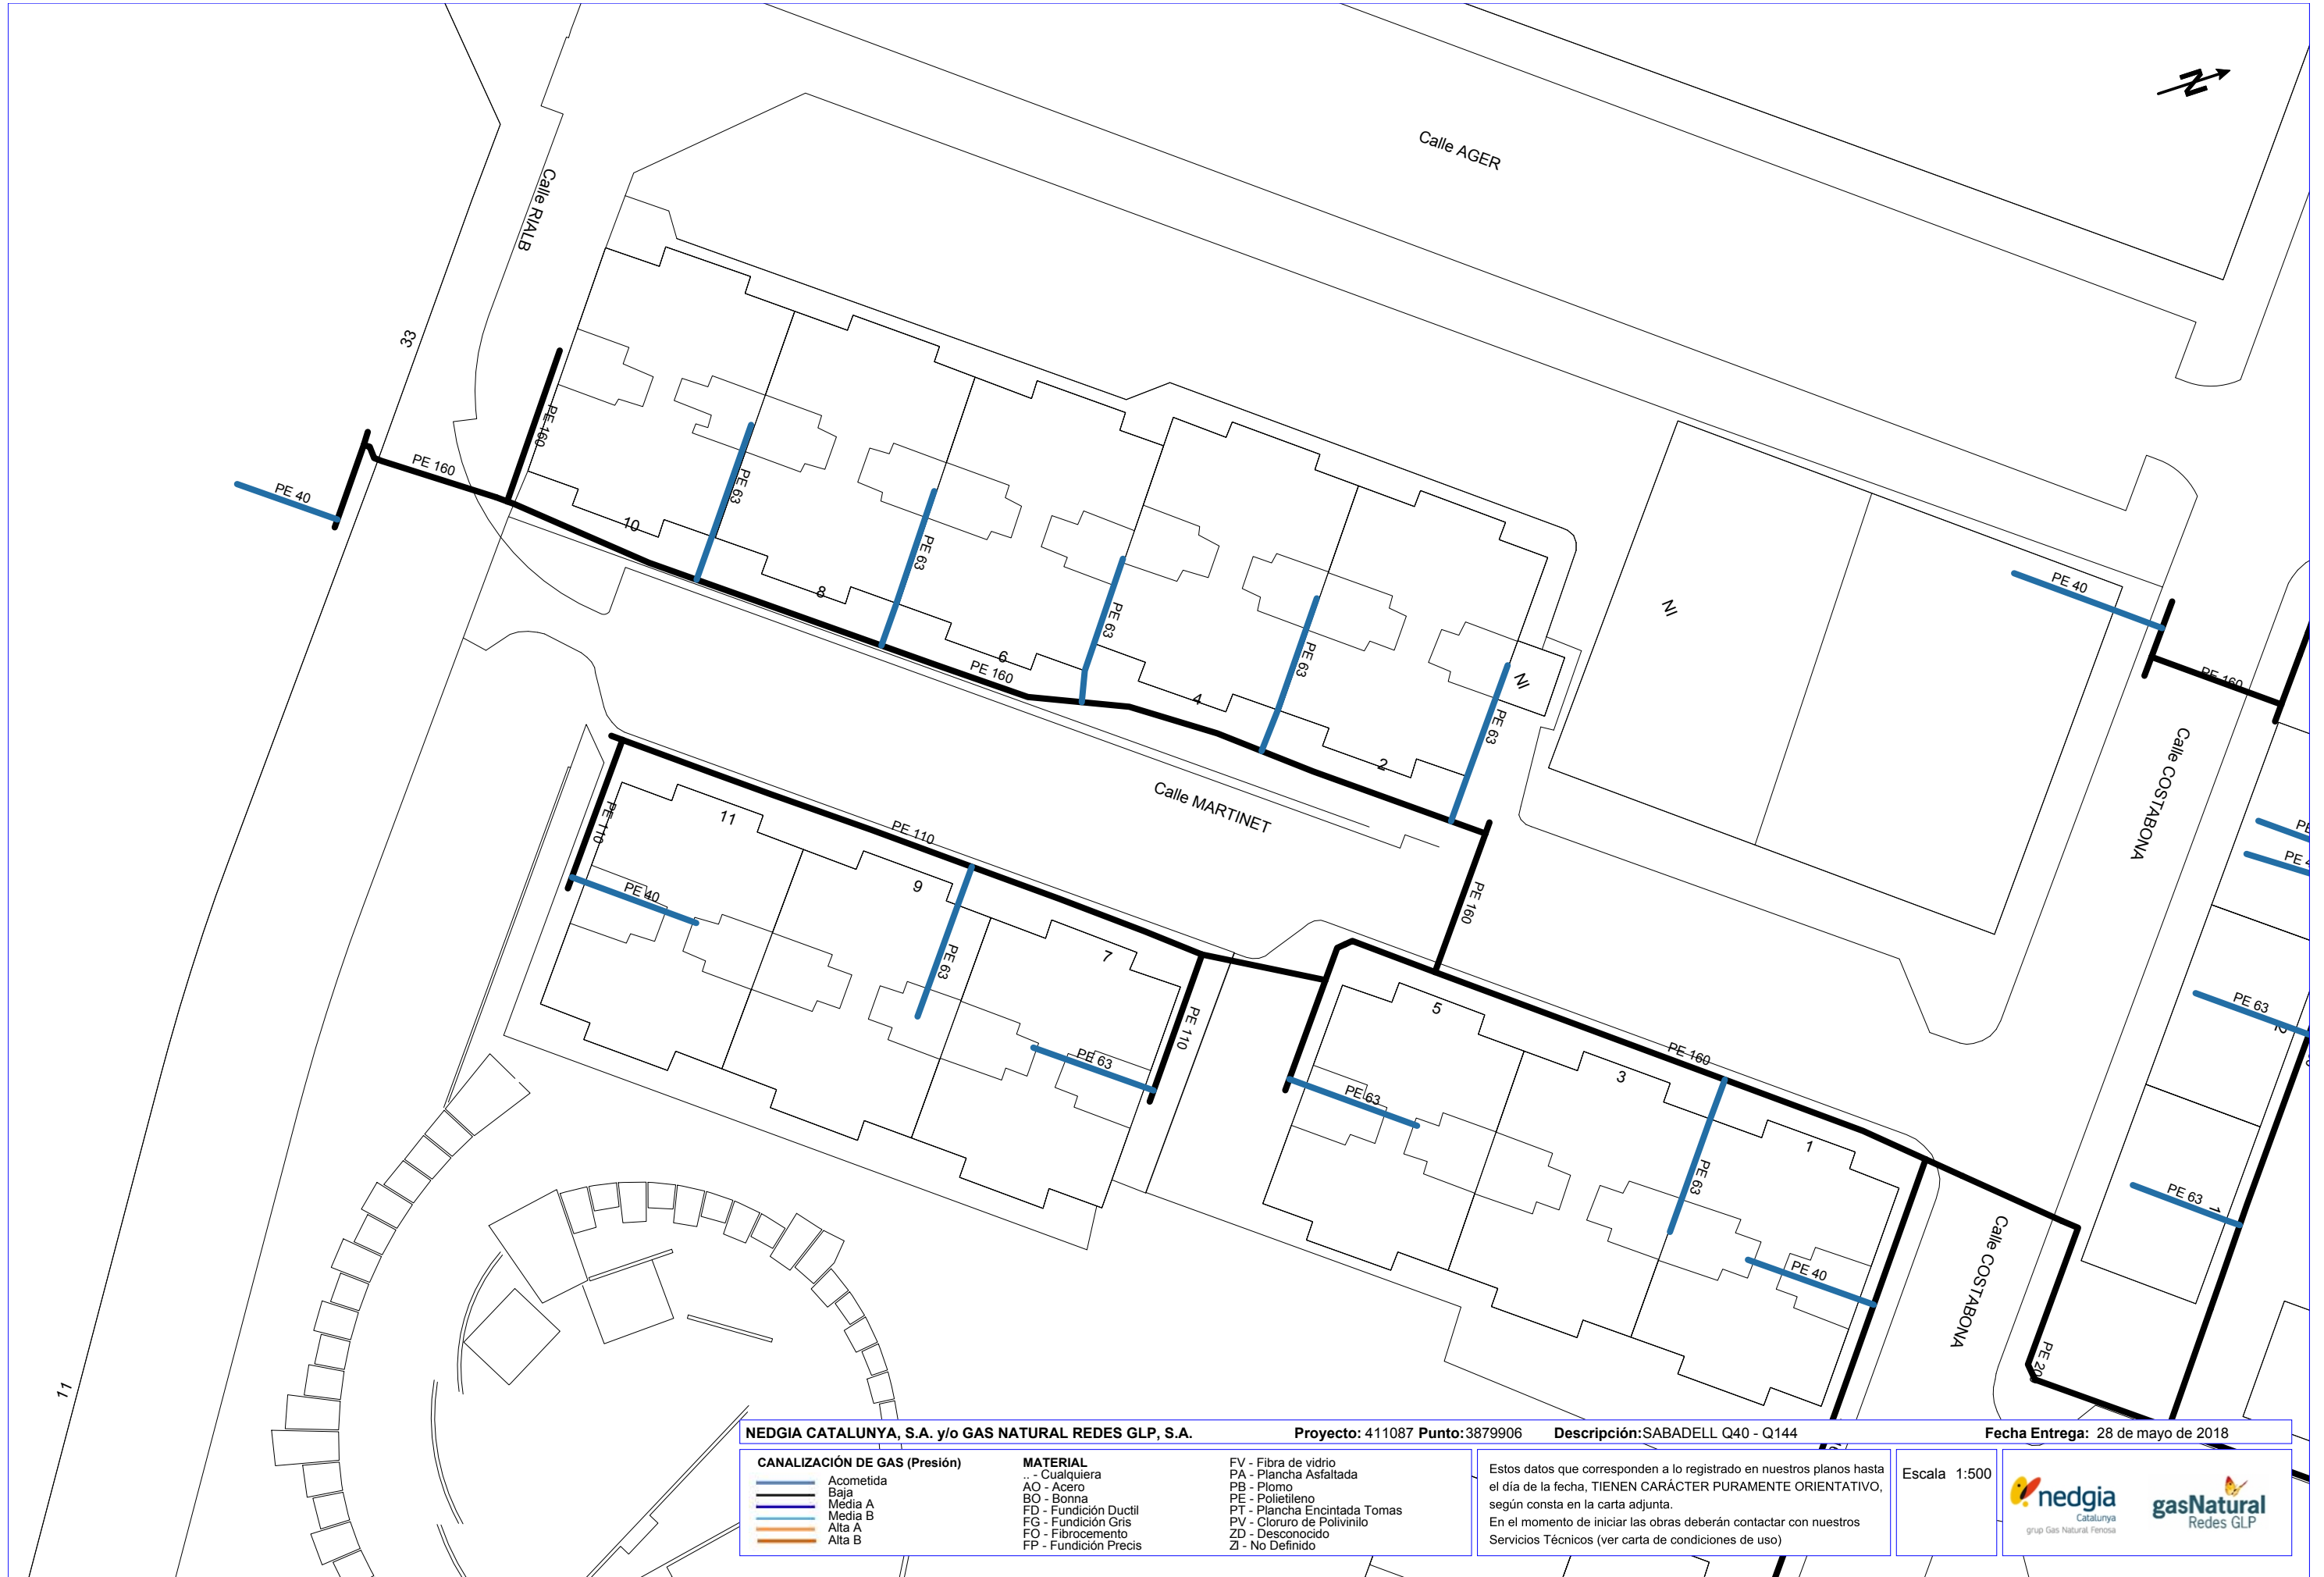 N
Calle AGER
Calle RIALB
33
PE 160
PE 160
PE 40
PE 63
PE 63
PE 63
PE 63
PE 63
10
8
6
PE 160
4
2
NI
NI
PE 40
PE 160
Calle COSTABONA
Calle MARTINET
PE 110
11
PE 110
9
7
PE 40
PE 63
PE 63
PE 110
PE 160
5
3
1
PE 160
PE 63
PE 63
PE 40
PE 63
2
PE 63
1
Calle COSTABONA
PE 20
11
NEDGIA CATALUNYA, S.A. y/o GAS NATURAL REDES GLP, S.A. Proyecto: 411087 Punto:3879906 Descripción:SABADELL Q40 - Q144 Fecha Entrega: 28 de mayo de 2018
CANALIZACIÓN DE GAS (Presión)
Acometida
Baja
Media A
Media B
Alta A
Alta B
MATERIAL
.. - Cualquiera
AO - Acero
BO - Bonna
FD - Fundición Ductil
FG - Fundición Gris
FO - Fibrocemento
FP - Fundición Precis
FV - Fibra de vidrio
PA - Plancha Asfaltada
PB - Plomo
PE - Polietileno
PT - Plancha Encintada Tomas
PV - Cloruro de Polivinilo
ZD - Desconocido
ZI - No Definido
Estos datos que corresponden a lo registrado en nuestros planos hasta
el día de la fecha, TIENEN CARÁCTER PURAMENTE ORIENTATIVO,
según consta en la carta adjunta.
En el momento de iniciar las obras deberán contactar con nuestros
Servicios Técnicos (ver carta de condiciones de uso)
Escala 1:500
nedgia
Catalunya
grup Gas Natural Fenosa
gasNatural
Redes GLP